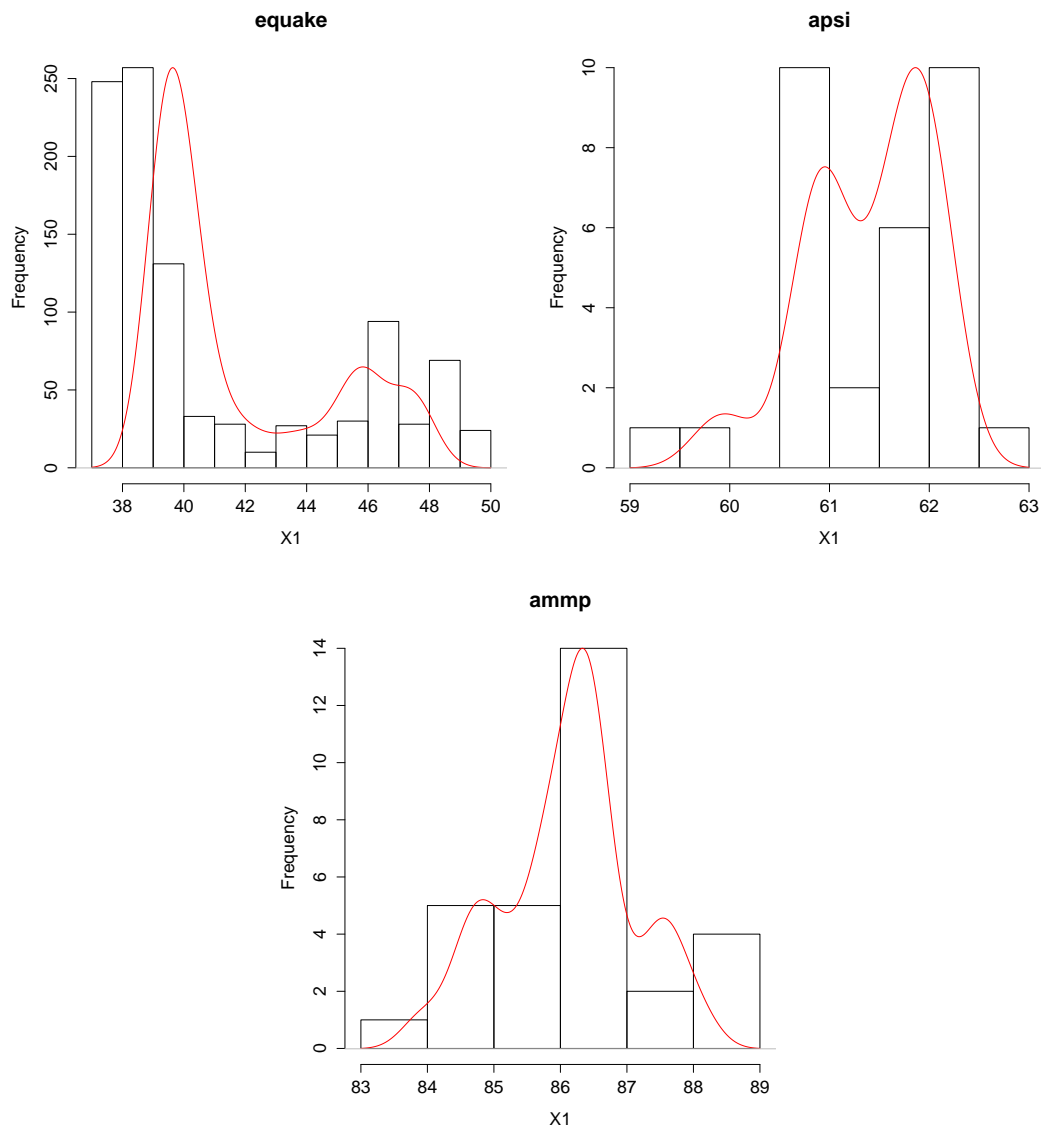 equake
Frequency
0 50 100 150 200 250
38 40 42 44 46 48 50
X1
apsi
Frequency
0 2 4 6 8 10
59 60 61 62 63
X1
ammp
Frequency
0 2 4 6 8 10 12 14
83 84 85 86 87 88 89
X1